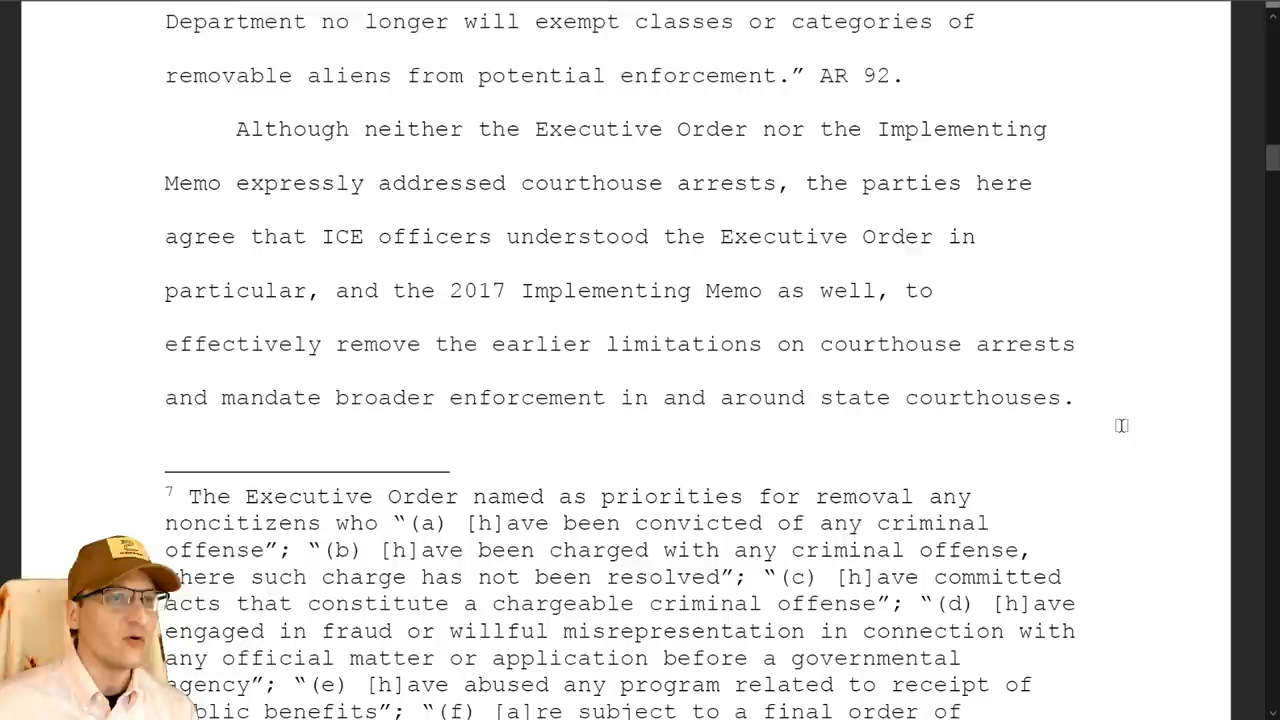 Department no longer will exempt classes or categories of
removable aliens from potential enforcement.” AR 92.
Although neither the Executive Order nor the Implementing
Memo expressly addressed courthouse arrests, the parties here
agree that ICE officers understood the Executive Order in
particular, and the 2017 Implementing Memo as well, to
effectively remove the earlier limitations on courthouse arrests
and mandate broader enforcement in and around state courthouses.
7 The Executive Order named as priorities for removal any
noncitizens who “(a) [h]ave been convicted of any criminal
offense”; “(b) [h]ave been charged with any criminal offense,
where such charge has not been resolved”; “(c) [h]ave committed
acts that constitute a chargeable criminal offense”; “(d) [h]ave
engaged in fraud or willful misrepresentation in connection with
any official matter or application before a governmental
agency”; “(e) [h]ave abused any program related to receipt of
public benefits”; “(f) [a]re subject to a final order of